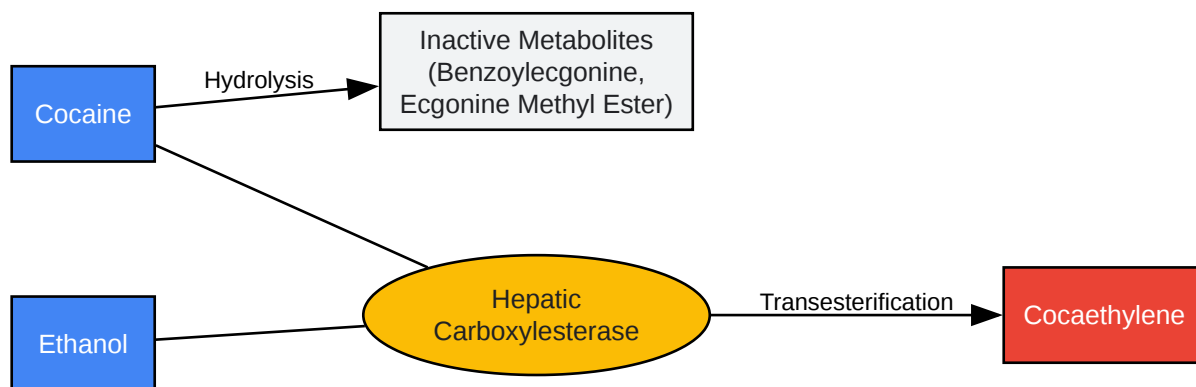 Cocaine
Hydrolysis
Inactive Metabolites
(Benzoylecgonine,
Ecgonine Methyl Ester)
Ethanol
Hepatic
Carboxylesterase
Transesterification
Cocaethylene